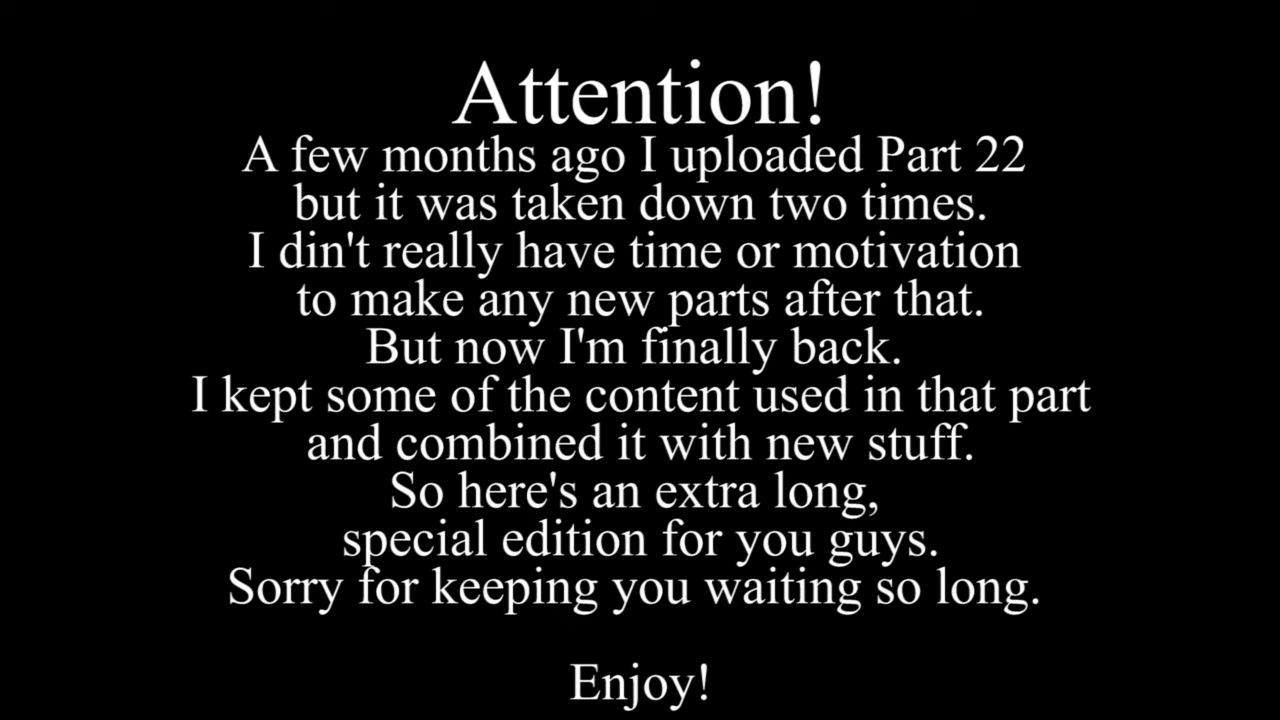 Attention!
A few months ago I uploaded Part 22
but it was taken down two times.
I din't really have time or motivation
to make any new parts after that.
But now I'm finally back.
I kept some of the content used in that part
and combined it with new stuff.
So here's an extra long,
special edition for you guys.
Sorry for keeping you waiting so long.
Enjoy!